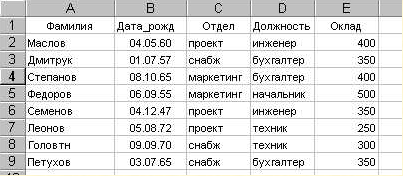 A B C D E
1 Фамилия Дата_рожд Отдел Должность Оклад
2 Маслов 04.05.60 проект инженер 400
3 Дмитрук 01.07.57 снабж бухгалтер 350
4 Степанов 08.10.65 маркетинг бухгалтер 400
5 Федоров 06.09.55 маркетинг начальник 500
6 Семенов 04.12.47 проект инженер 350
7 Леонов 05.08.72 проект техник 250
8 Головтн 09.09.70 снабж техник 300
9 Петухов 03.07.65 снабж бухгалтер 350